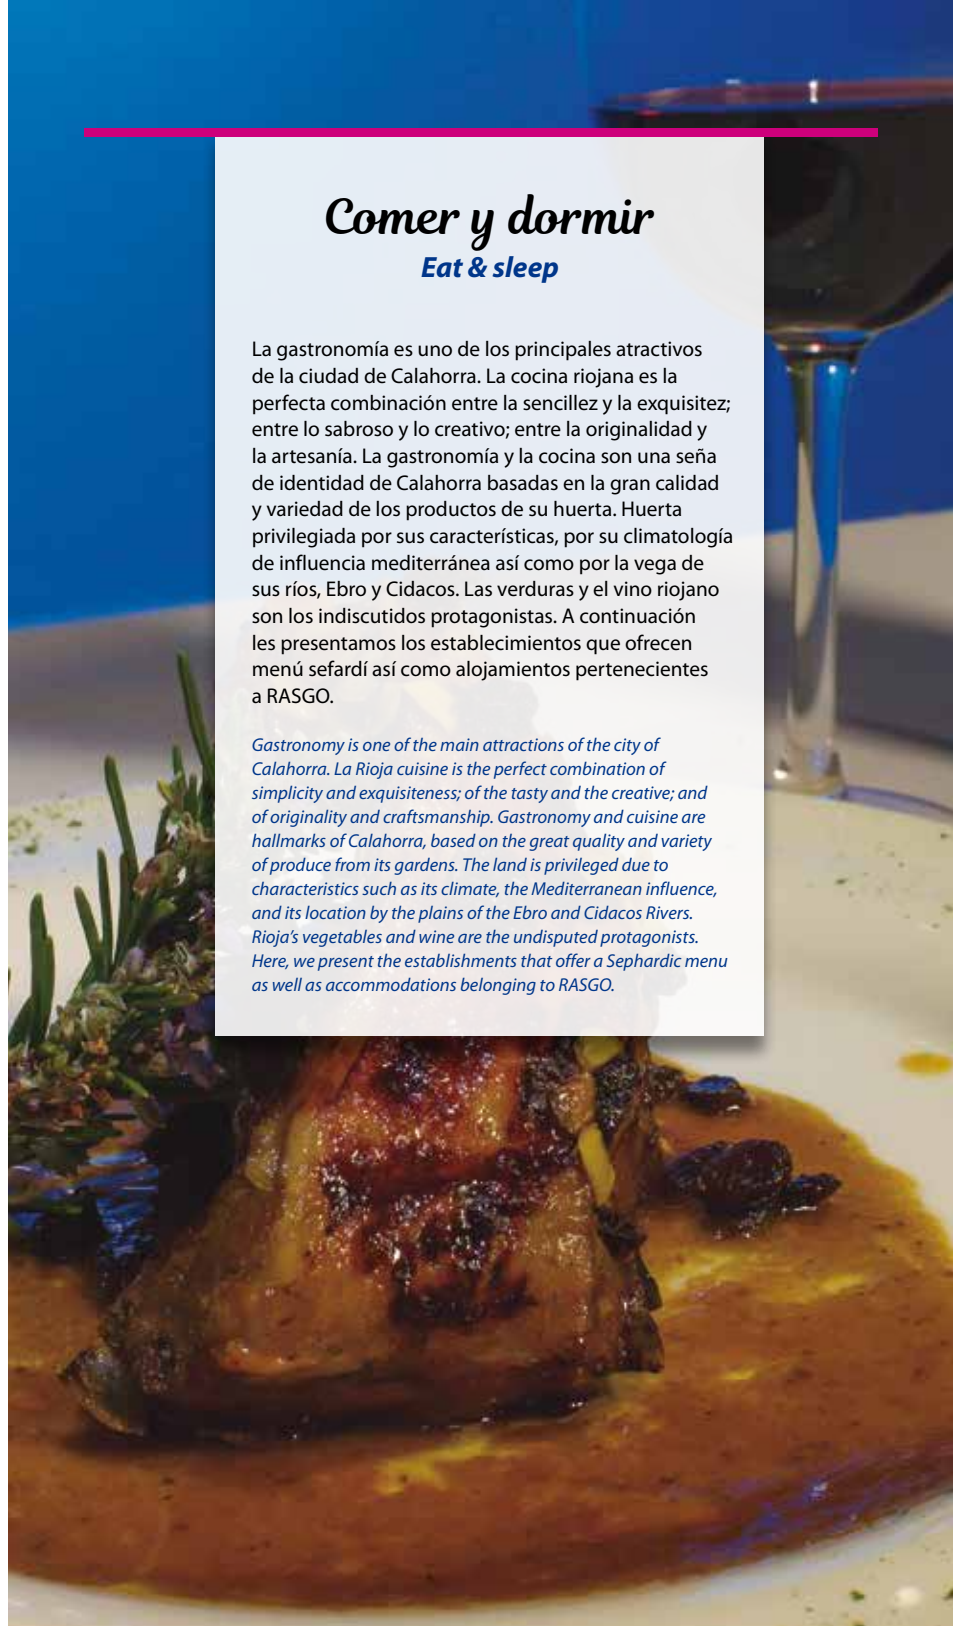 Comer y dormir
Eat & sleep
La gastronomía es uno de los principales atractivos
de la ciudad de Calahorra. La cocina riojana es la
perfecta combinación entre la sencillez y la exquisitez;
entre lo sabroso y lo creativo; entre la originalidad y
la artesanía. La gastronomía y la cocina son una seña
de identidad de Calahorra basadas en la gran calidad
y variedad de los productos de su huerta. Huerta
privilegiada por sus características, por su climatología
de influencia mediterránea así como por la vega de
sus ríos, Ebro y Cidacos. Las verduras y el vino riojano
son los indiscutidos protagonistas. A continuación
les presentamos los establecimientos que ofrecen
menú sefardí así como alojamientos pertenecientes
a RASGO.
Gastronomy is one of the main attractions of the city of
Calahorra. La Rioja cuisine is the perfect combination of
simplicity and exquisiteness; of the tasty and the creative; and
of originality and craftsmanship. Gastronomy and cuisine are
hallmarks of Calahorra, based on the great quality and variety
of produce from its gardens. The land is privileged due to
characteristics such as its climate, the Mediterranean influence,
and its location by the plains of the Ebro and Cidacos Rivers.
Rioja’s vegetables and wine are the undisputed protagonists.
Here, we present the establishments that offer a Sephardic menu
as well as accommodations belonging to RASGO.